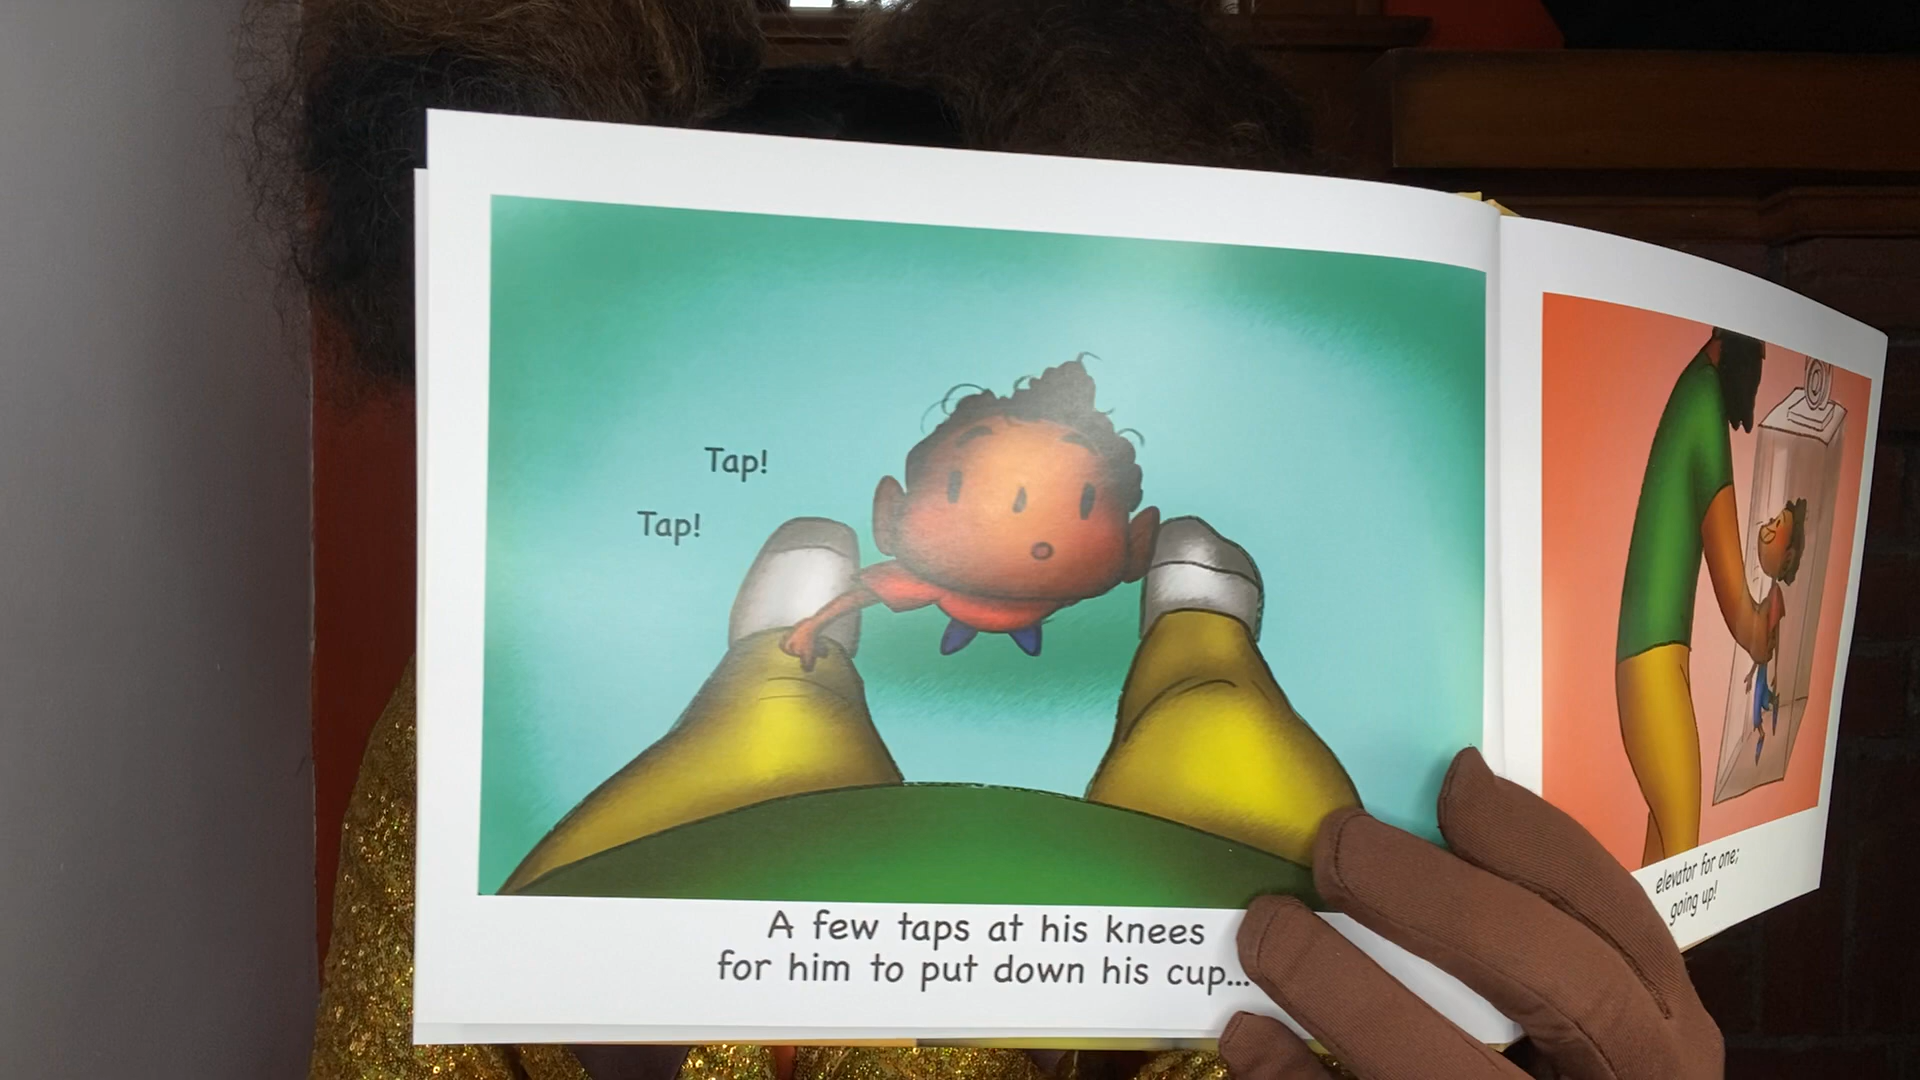 Tap!
Tap!
A few taps at his knees
for him to put down his cup...
elevator for one;
going up!